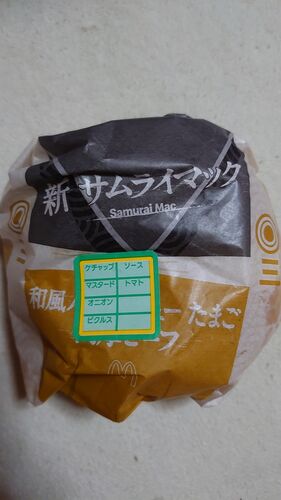 新 サムライマック
Samurai Mac
ケチャップ ソース
マスタード トマト
オニオン
ピクルス
和風 たまご